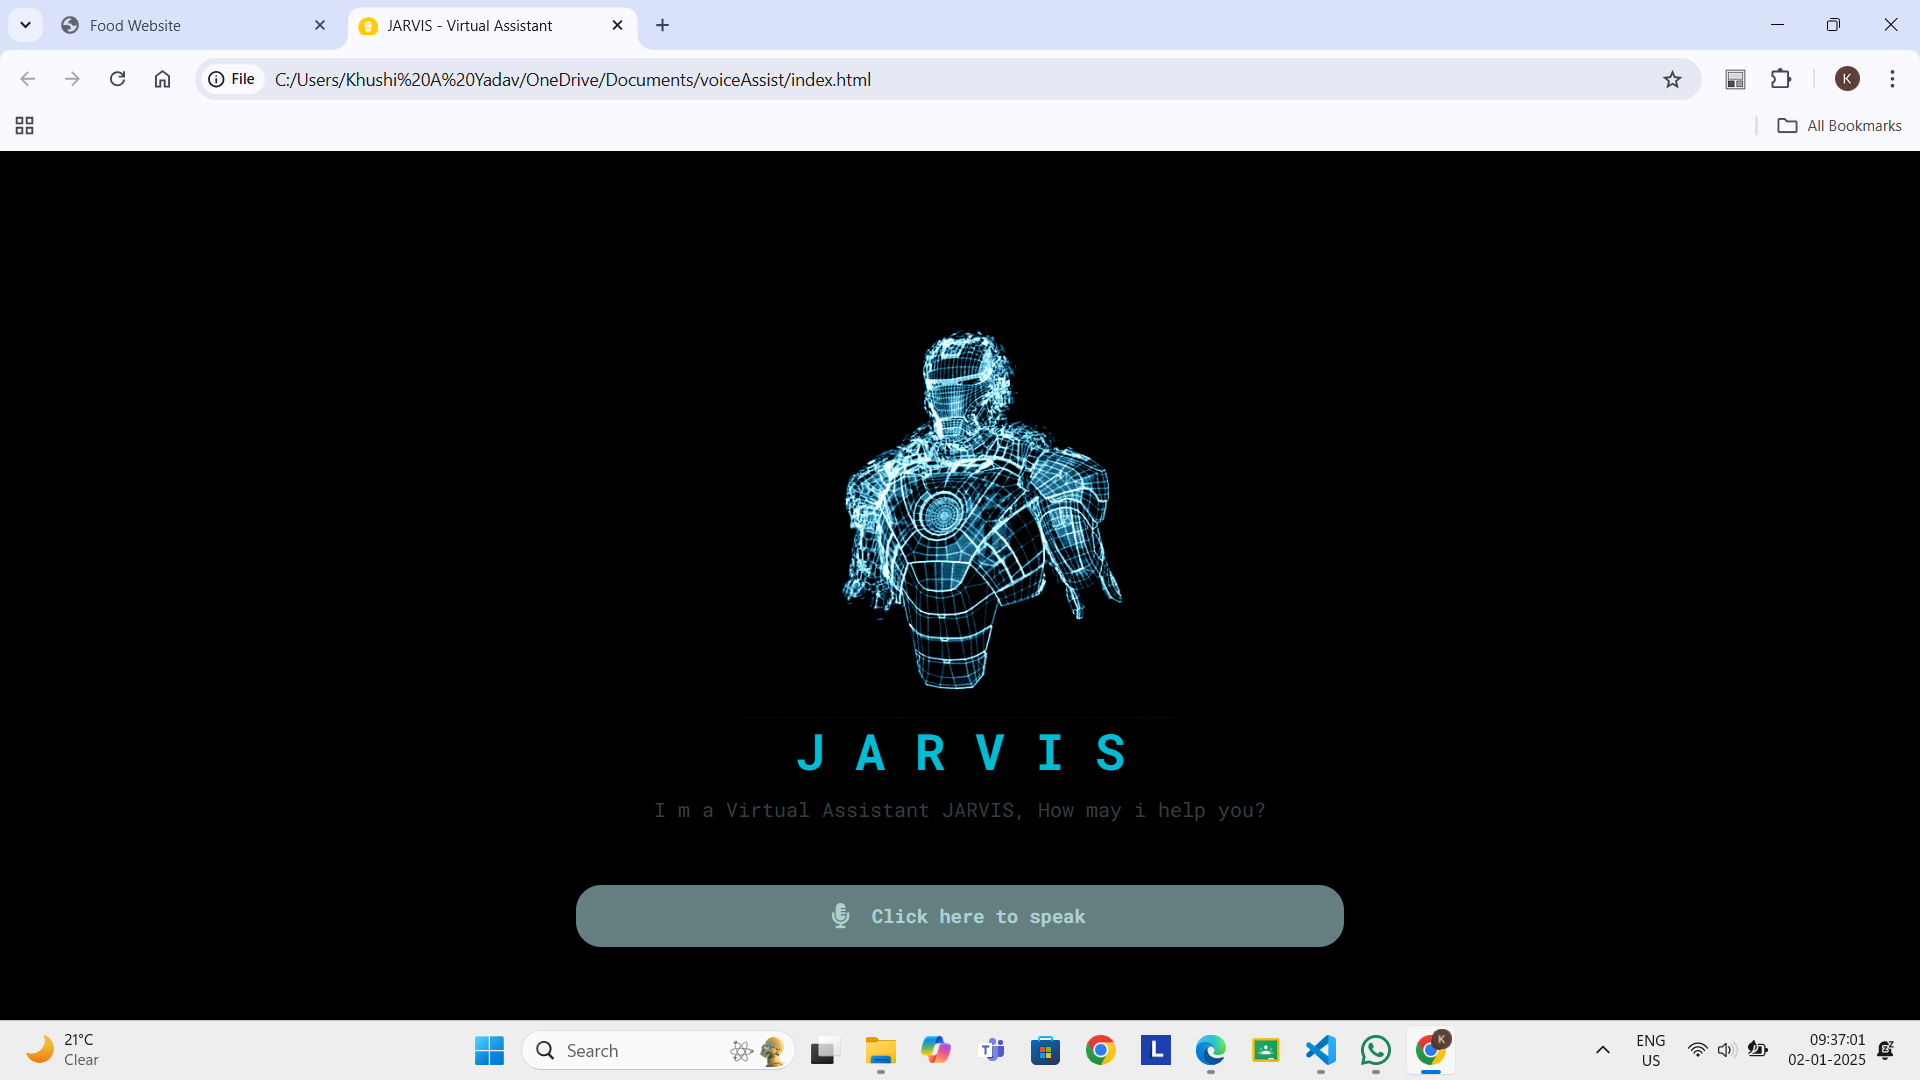 Food Website
JARVIS - Virtual Assistant
File
C:/Users/Khushi%20A%20Yadav/OneDrive/Documents/voiceAssist/index.html
K
All Bookmarks
J A R V I S
I m a Virtual Assistant JARVIS, How may i help you?
Click here to speak
21°C
Clear
Search
T
L
K
ENG
US
09:37:01
02-01-2025